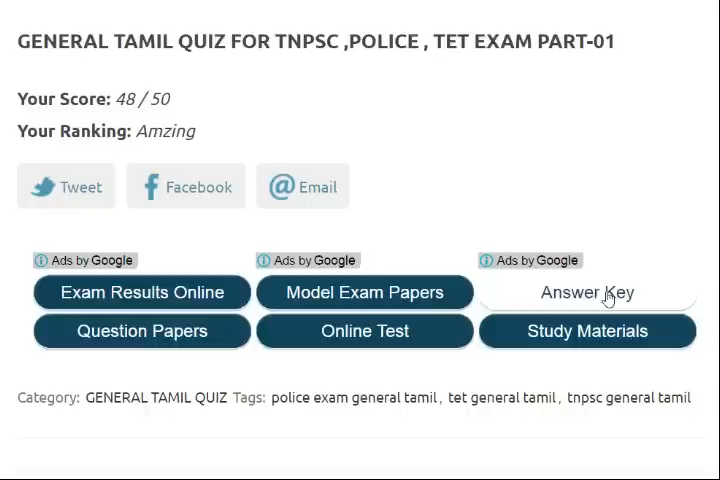 GENERAL TAMIL QUIZ FOR TNPSC ,POLICE , TET EXAM PART-01
Your Score: 48 / 50
Your Ranking: Amzing
Tweet Facebook Email
Ads by Google Ads by Google Ads by Google
Exam Results Online Model Exam Papers Answer Key
Question Papers Online Test Study Materials
Category: GENERAL TAMIL QUIZ Tags: police exam general tamil, tet general tamil, tnpsc general tamil